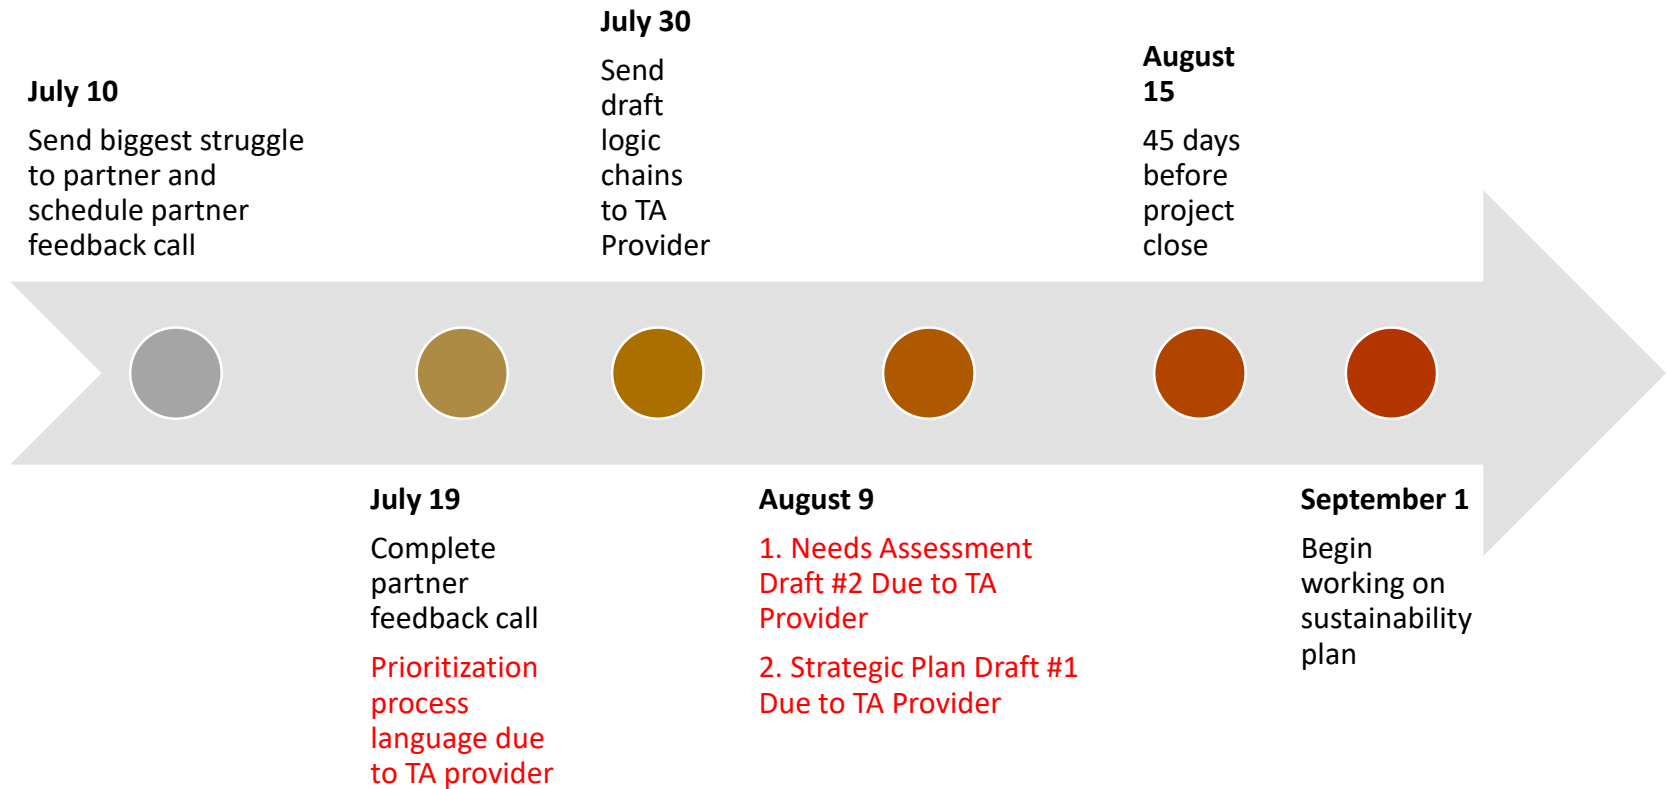 July 10
Send biggest struggle
to partner and
schedule partner
feedback call
July 19
Complete
partner
feedback call
Prioritization
process
language due
to TA provider
July 30
Send
draft
logic
chains
to TA
Provider
August 9
1. Needs Assessment
Draft #2 Due to TA
Provider
2. Strategic Plan Draft #1
Due to TA Provider
August
15
45 days
before
project
close
September 1
Begin
working on
sustainability
plan